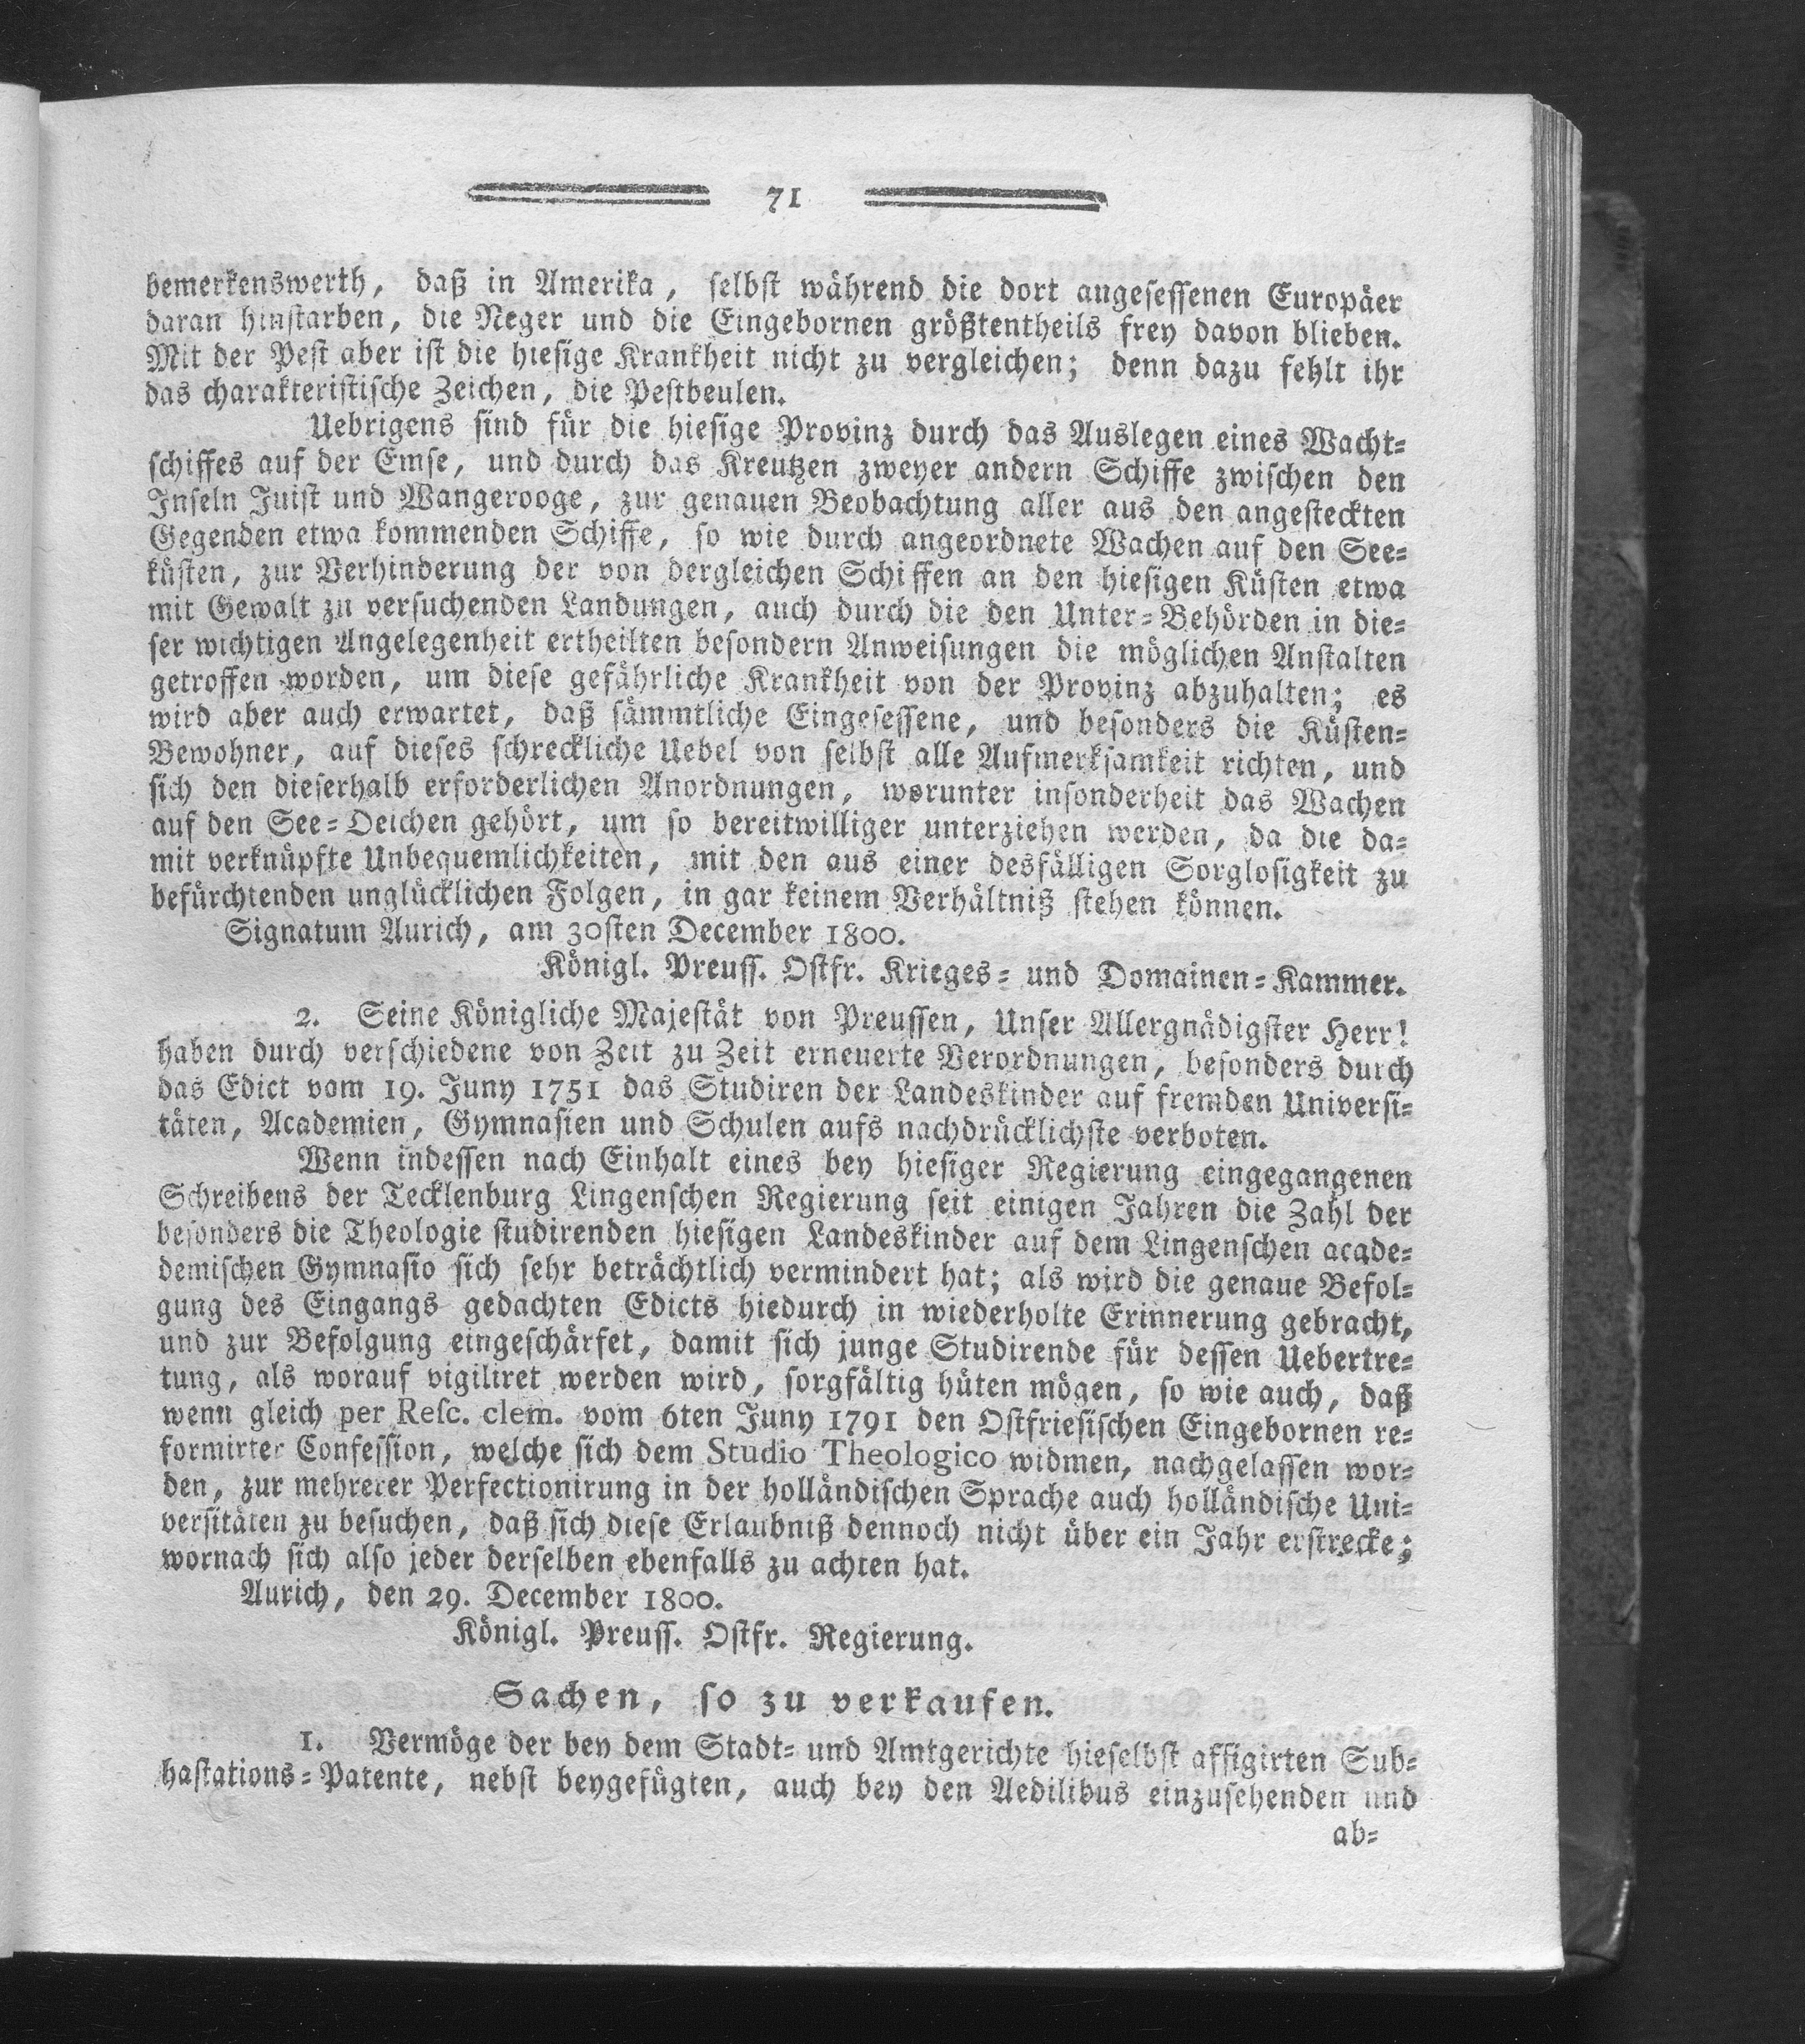 71
bemerkenswerth, daß in Amerika, selbst während die dort angesessenen Europäer
daran hinstarben, die Neger und die Eingebornen größtentheils frey davon blieben.
Mit der Pest aber ist die hiesige Krankheit nicht zu vergleichen; denn dazu fehlt ihr
das charakteristische Zeichen, die Pestbeulen.
Uebrigens sind für die hiesige Provinz durch das Auslegen eines Wacht=
schiffes auf der Emse, und durch das Kreutzen zweyer andern Schiffe zwischen den
Inseln Juist und Wangerooge, zur genauen Beobachtung aller aus den angesteckten
Gegenden etwa kommenden Schiffe, so wie durch angeordnete Wachen auf den See=
küsten, zur Verhinderung der von dergleichen Schiffen an den hiesigen Küsten etwa
mit Gewalt zu versuchenden Landungen, auch durch die den Unter=Behörden in die=
ser wichtigen Angelegenheit ertheilten besondern Anweisungen die möglichen Anstalten
getroffen worden, um diese gefährliche Krankheit von der Provinz abzuhalten; es
wird aber auch erwartet, daß sämmtliche Eingesessene, und besonders die Küsten=
Bewohner, auf dieses schreckliche Uebel von selbst alle Aufmerksamkeit richten, und
sich den dieserhalb erforderlichen Anordnungen, worunter insonderheit das Wachen
auf den See=Deichen gehört, um so bereitwilliger unterziehen werden, da die da=
mit verknüpfte Unbequemlichkeiten, mit den aus einer desfälligen Sorglosigkeit zu
befürchtenden unglücklichen Folgen, in gar keinem Verhältniß stehen können.
Signatum Aurich, am 30sten December 1800.
Königl. Preuss. Ostfr. Krieges= und Domainen=Kammer.
2. Seine Königliche Majestät von Preussen, Unser Allergnädigster Herr!
haben durch verschiedene von Zeit zu Zeit erneuerte Verordnungen, besonders durch
das Edict vom 19. Juny 1751 das Studiren der Landeskinder auf fremden Universi=
täten, Academien, Gymnasien und Schulen aufs nachdrücklichste verboten.
Wenn indessen nach Einhalt eines bey hiesiger Regierung eingegangenen
Schreibens der Tecklenburg Lingenschen Regierung seit einigen Jahren die Zahl der
besonders die Theologie studirenden hiesigen Landeskinder auf dem Lingenschen acade=
demischen Gymnasio sich sehr beträchtlich vermindert hat; als wird die genaue Befol=
gung des Eingangs gedachten Edicts hiedurch in wiederholte Erinnerung gebracht,
und zur Befolgung eingeschärfet, damit sich junge Studirende für dessen Uebertre=
tung, als worauf vigiliret werden wird, sorgfältig hüten mögen, so wie auch, daß
wenn gleich per Resc. clem. vom 6ten Juny 1791 den Ostfriesischen Eingebornen re=
formirter Confession, welche sich dem Studio Theologico widmen, nachgelassen wor=
den, zur mehrerer Perfectionirung in der holländischen Sprache auch holländische Uni=
versitäten zu besuchen, daß sich diese Erlaubniß dennoch nicht über ein Jahr erstrecke;
wornach sich also jeder derselben ebenfalls zu achten hat.
Aurich, den 29. December 1800.
Königl. Preuss. Ostfr. Regierung.
Sachen, so zu verkaufen.
1. Vermöge der bey dem Stadt= und Amtgerichte hieselbst affigirten Sub=
hastations=Patente, nebst beygefügten, auch bey den Aedilibus einzusehenden und
ab=